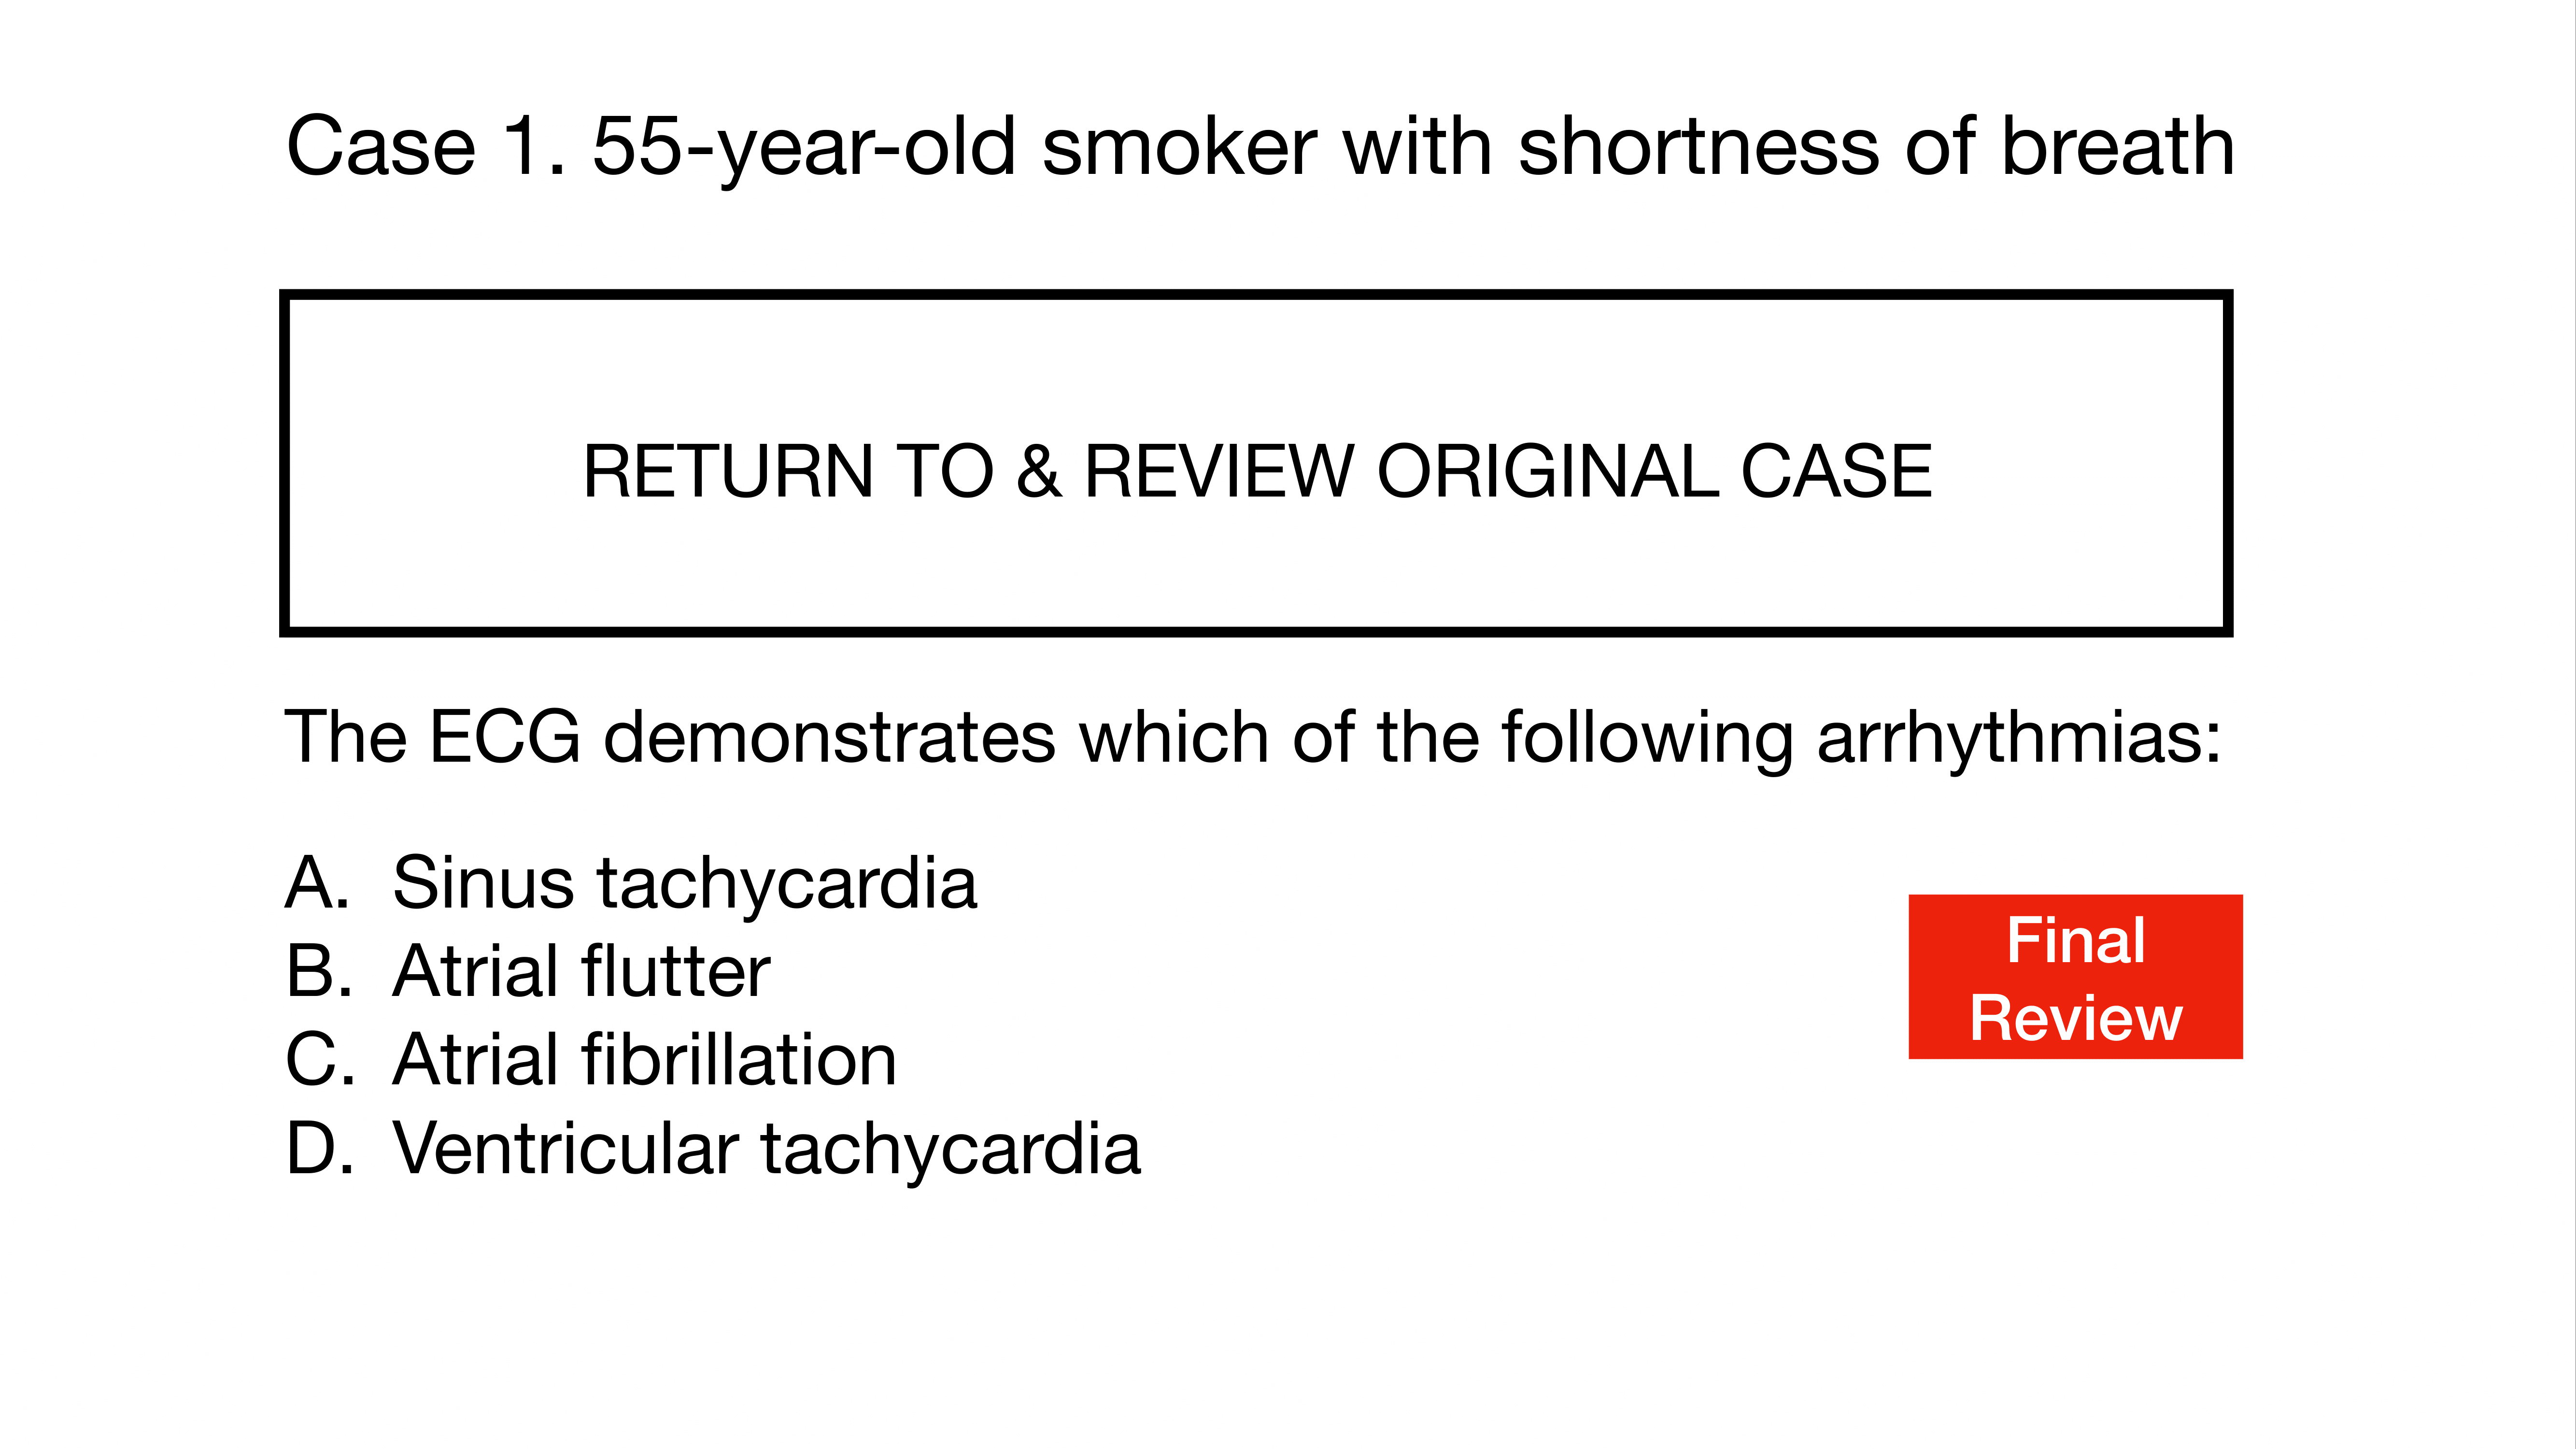 Case 1. 55-year-old smoker with shortness of breath
RETURN TO & REVIEW ORIGINAL CASE
The ECG demonstrates which of the following arrhythmias:
A. Sinus tachycardia
B. Atrial flutter
C. Atrial fibrillation
D. Ventricular tachycardia
Final
Review